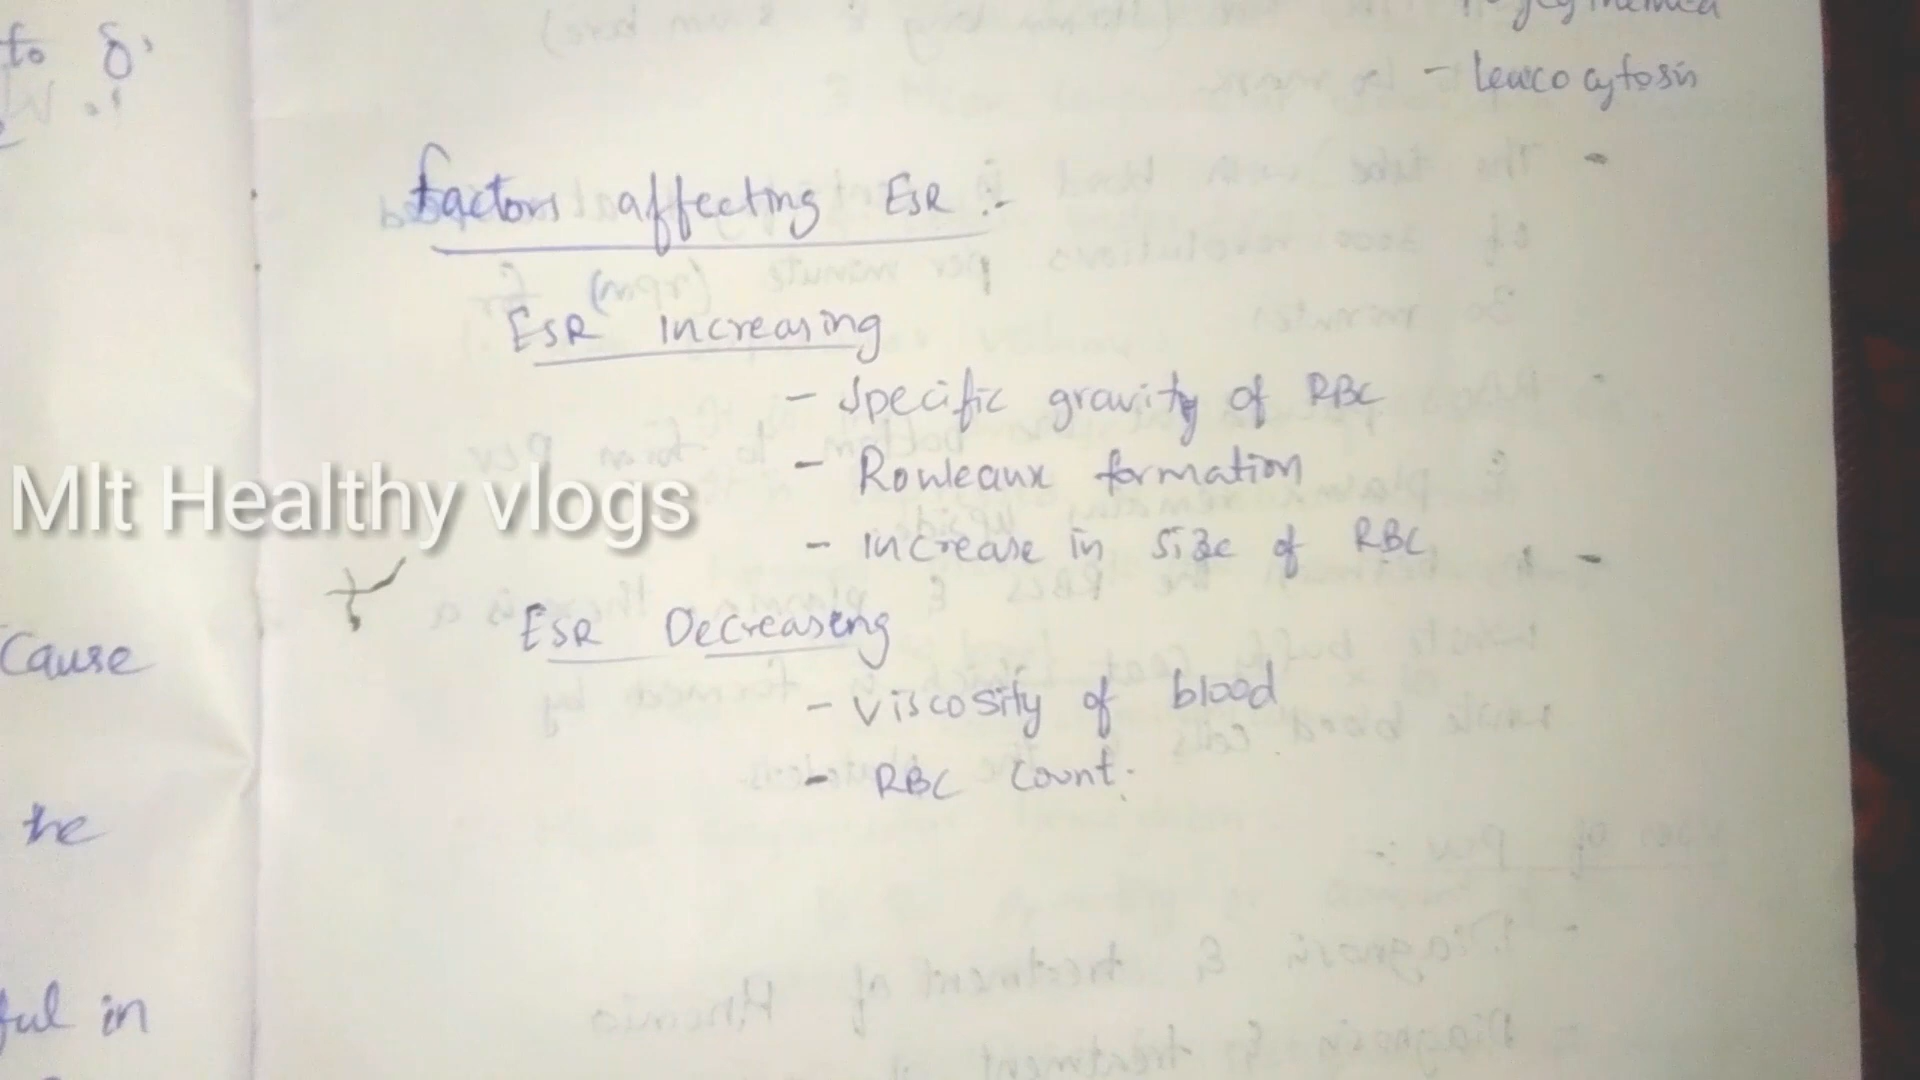 to
- Leucocytosis
factors affecting ESR :-
ESR increasing
- Specific gravity of RBC
- Rouleaux formation
- increase in size of RBC
Mlt Healthy vlogs
ESR Decreasing
- Viscosity of blood
- RBC Count.
Cause
the
ful in